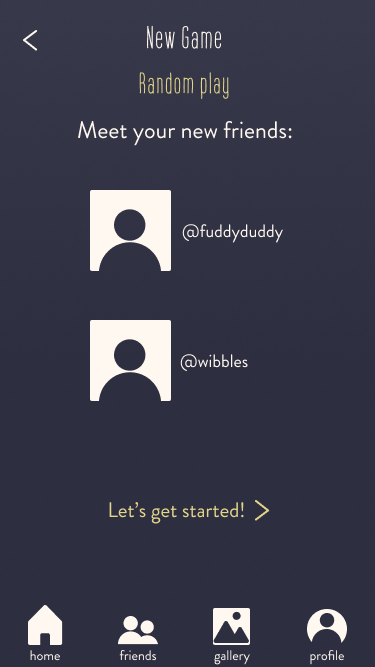 New Game
Random play
Meet your new friends:
@fuddyduddy
@wibbles
Let's get started!
home friends gallery profile